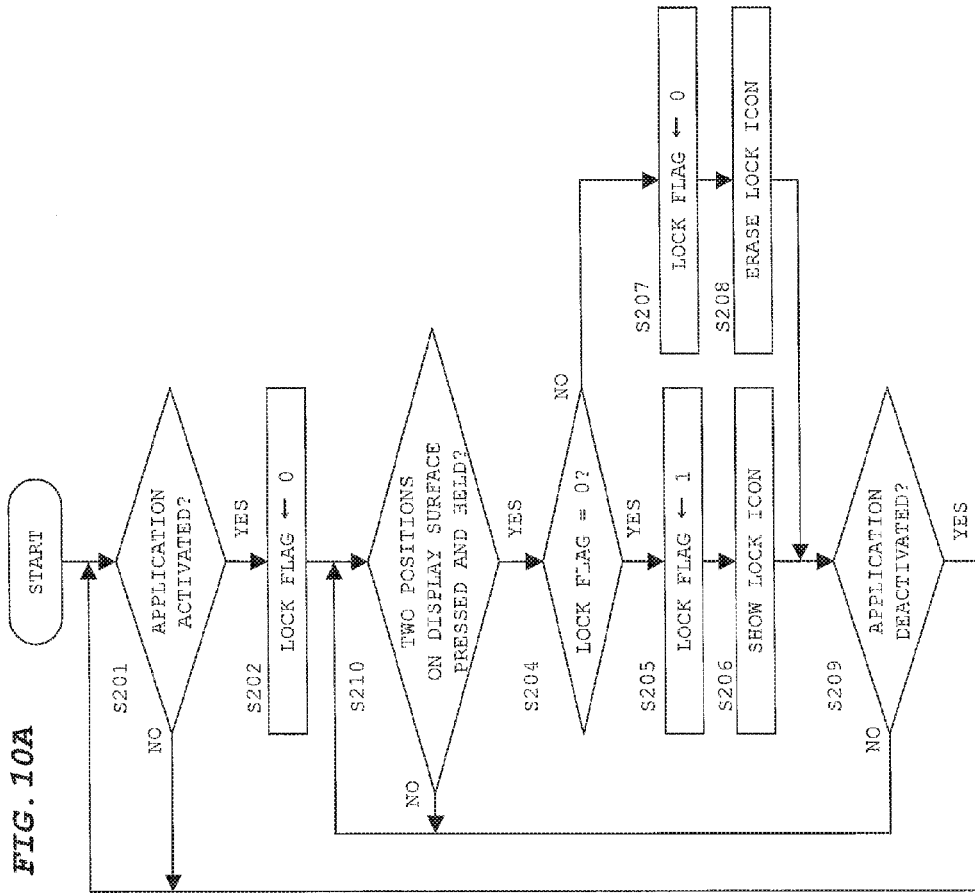 FIG. 10A
START
S201
APPLICATION
ACTIVATED?
NO
YES
S202
LOCK FLAG ← 0
S210
TWO POSITIONS
ON DISPLAY SURFACE
PRESSED AND HELD?
NO
YES
S204
LOCK FLAG = 0?
NO
YES
S205
LOCK FLAG ← 1
S207
LOCK FLAG ← 0
S206
SHOW LOCK ICON
S208
ERASE LOCK ICON
S209
APPLICATION
DEACTIVATED?
NO
YES